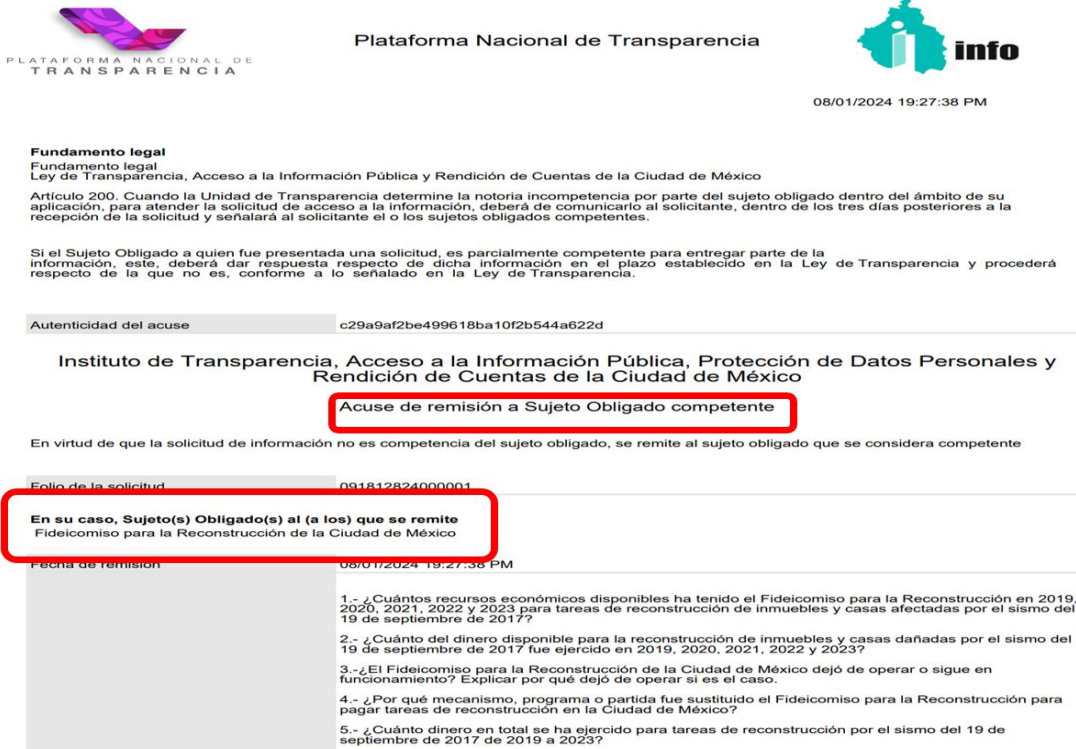 PLATAFORMA NACIONAL DE
TRANSPARENCIA
Plataforma Nacional de Transparencia
info
08/01/2024 19:27:38 PM
Fundamento legal
Fundamento legal
Ley de Transparencia, Acceso a la Información Pública y Rendición de Cuentas de la Ciudad de México
Artículo 200. Cuando la Unidad de Transparencia determine la notoria incompetencia por parte del sujeto obligado dentro del ámbito de su
aplicación, para atender la solicitud de acceso a la información, deberá de comunicarlo al solicitante, dentro de los tres días posteriores a la
recepción de la solicitud y señalará al solicitante el o los sujetos obligados competentes.
Si el Sujeto Obligado a quien fue presentada una solicitud, es parcialmente competente para entregar parte de la
información, este, deberá dar respuesta respecto de dicha información en el plazo establecido en la Ley de Transparencia y procederá
respecto de la que no es, conforme a lo señalado en la Ley de Transparencia.
Autenticidad del acuse c29a9af2be499618ba10f2b544a622d
Instituto de Transparencia, Acceso a la Información Pública, Protección de Datos Personales y
Rendición de Cuentas de la Ciudad de México
Acuse de remisión a Sujeto Obligado competente
En virtud de que la solicitud de información no es competencia del sujeto obligado, se remite al sujeto obligado que se considera competente
Folio de la solicitud 091812824000001
En su caso, Sujeto(s) Obligado(s) al (a los) que se remite
Fideicomiso para la Reconstrucción de la Ciudad de México
Fecha de remisión 08/01/2024 19:27:38 PM
1.- ¿Cuántos recursos económicos disponibles ha tenido el Fideicomiso para la Reconstrucción en 2019,
2020, 2021, 2022 y 2023 para tareas de reconstrucción de inmuebles y casas afectadas por el sismo del
19 de septiembre de 2017?
2.- ¿Cuánto del dinero disponible para la reconstrucción de inmuebles y casas dañadas por el sismo del
19 de septiembre de 2017 fue ejercido en 2019, 2020, 2021, 2022 y 2023?
3.-¿El Fideicomiso para la Reconstrucción de la Ciudad de México dejó de operar o sigue en
funcionamiento? Explicar por qué dejó de operar si es el caso.
4.- ¿Por qué mecanismo, programa o partida fue sustituido el Fideicomiso para la Reconstrucción para
pagar tareas de reconstrucción en la Ciudad de México?
5.- ¿Cuánto dinero en total se ha ejercido para tareas de reconstrucción por el sismo del 19 de
septiembre de 2017 de 2019 a 2023?